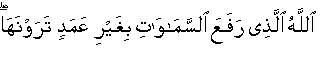 ٱللَّهُ ٱلَّذِى رَفَعَ ٱلسَّمَٰوَٰتِ بِغَيْرِ عَمَدٍ تَرَوْنَهَا ۖ